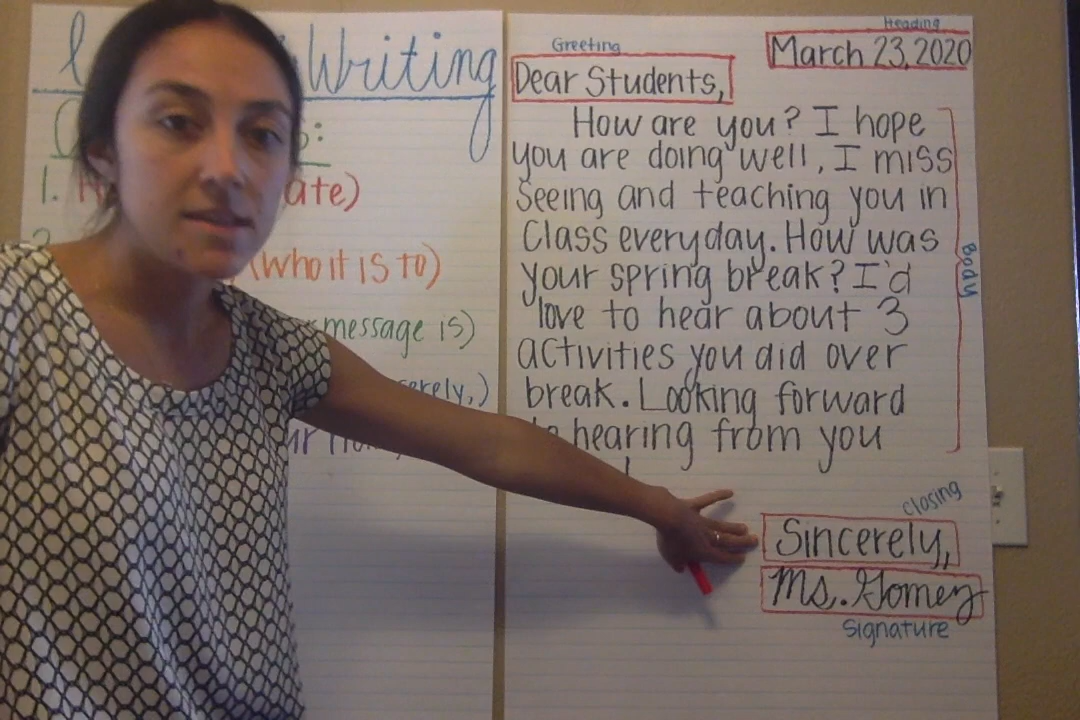 Writing
1.
ate)
(who it is to)
message is)
erely,)
Heading
March 23, 2020
Greeting
Dear Students,
How are you? I hope
you are doing well, I miss
seeing and teaching you in
Class everyday. How was
your spring break? I'd
love to hear about 3
activities you did over
break. Looking forward
hearing from you
Body
Closing
Sincerely,
Ms. Gomez
Signature